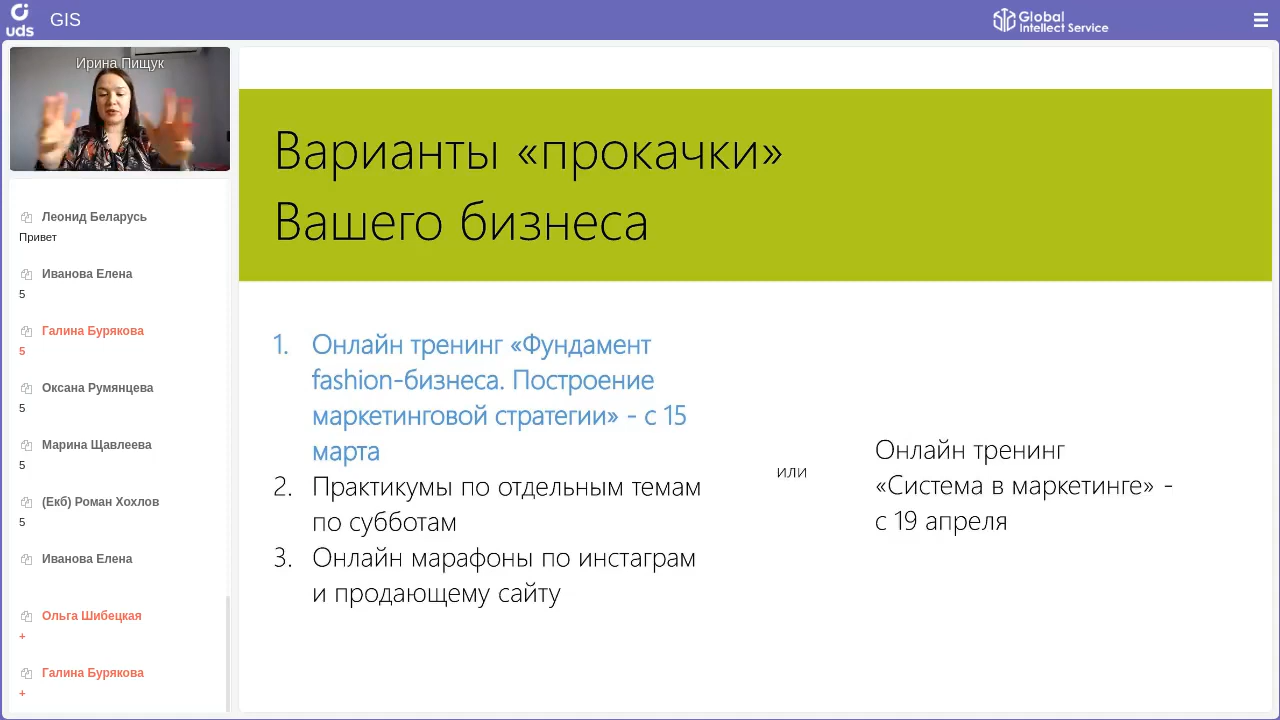 uds
GIS
Global
Intellect Service
Ирина Пищук
Леонид Беларусь
Привет
Иванова Елена
5
Галина Бурякова
5
Оксана Румянцева
5
Марина Щавлеева
5
(Екб) Роман Хохлов
5
Иванова Елена
Ольга Шибецкая
+
Галина Бурякова
+
Варианты «прокачки»
Вашего бизнеса
1. Онлайн тренинг «Фундамент
fashion-бизнеса. Построение
маркетинговой стратегии» - с 15
марта
2. Практикумы по отдельным темам
по субботам
3. Онлайн марафоны по инстаграм
и продающему сайту
или
Онлайн тренинг
«Система в маркетинге» -
с 19 апреля